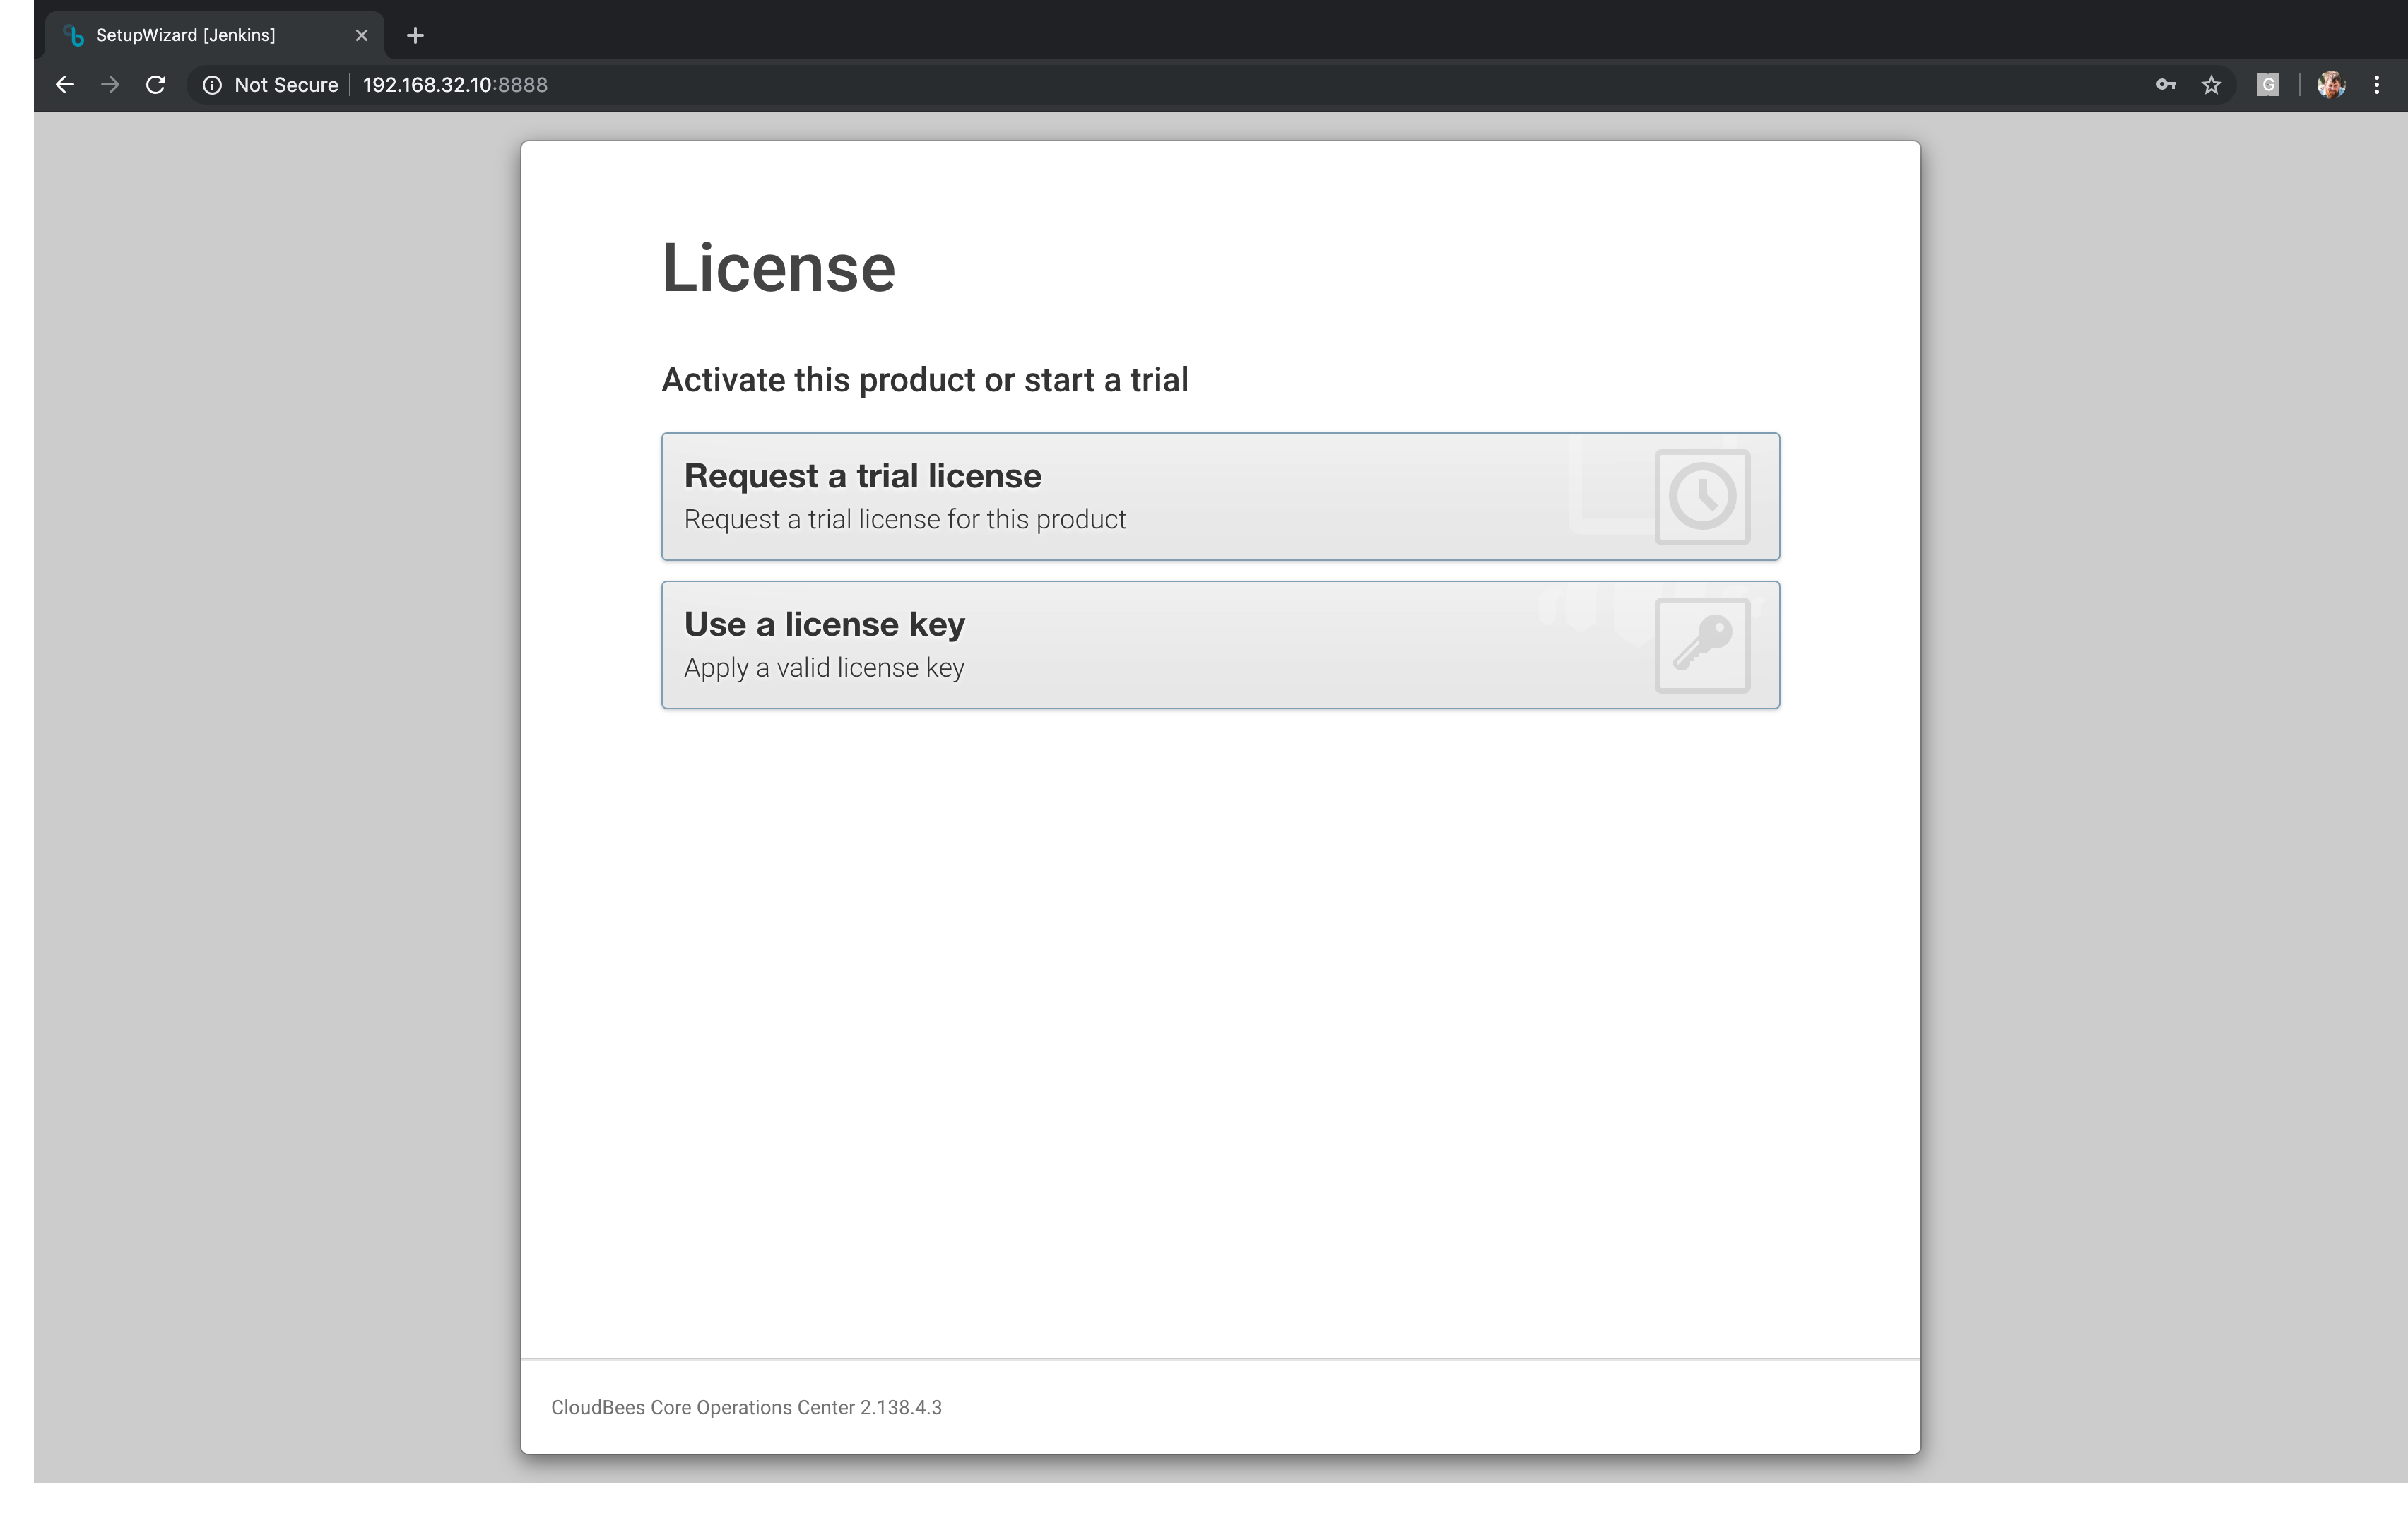 SetupWizard [Jenkins]
Not Secure
192.168.32.10:8888
G
License
Activate this product or start a trial
Request a trial license
Request a trial license for this product
Use a license key
Apply a valid license key
CloudBees Core Operations Center 2.138.4.3